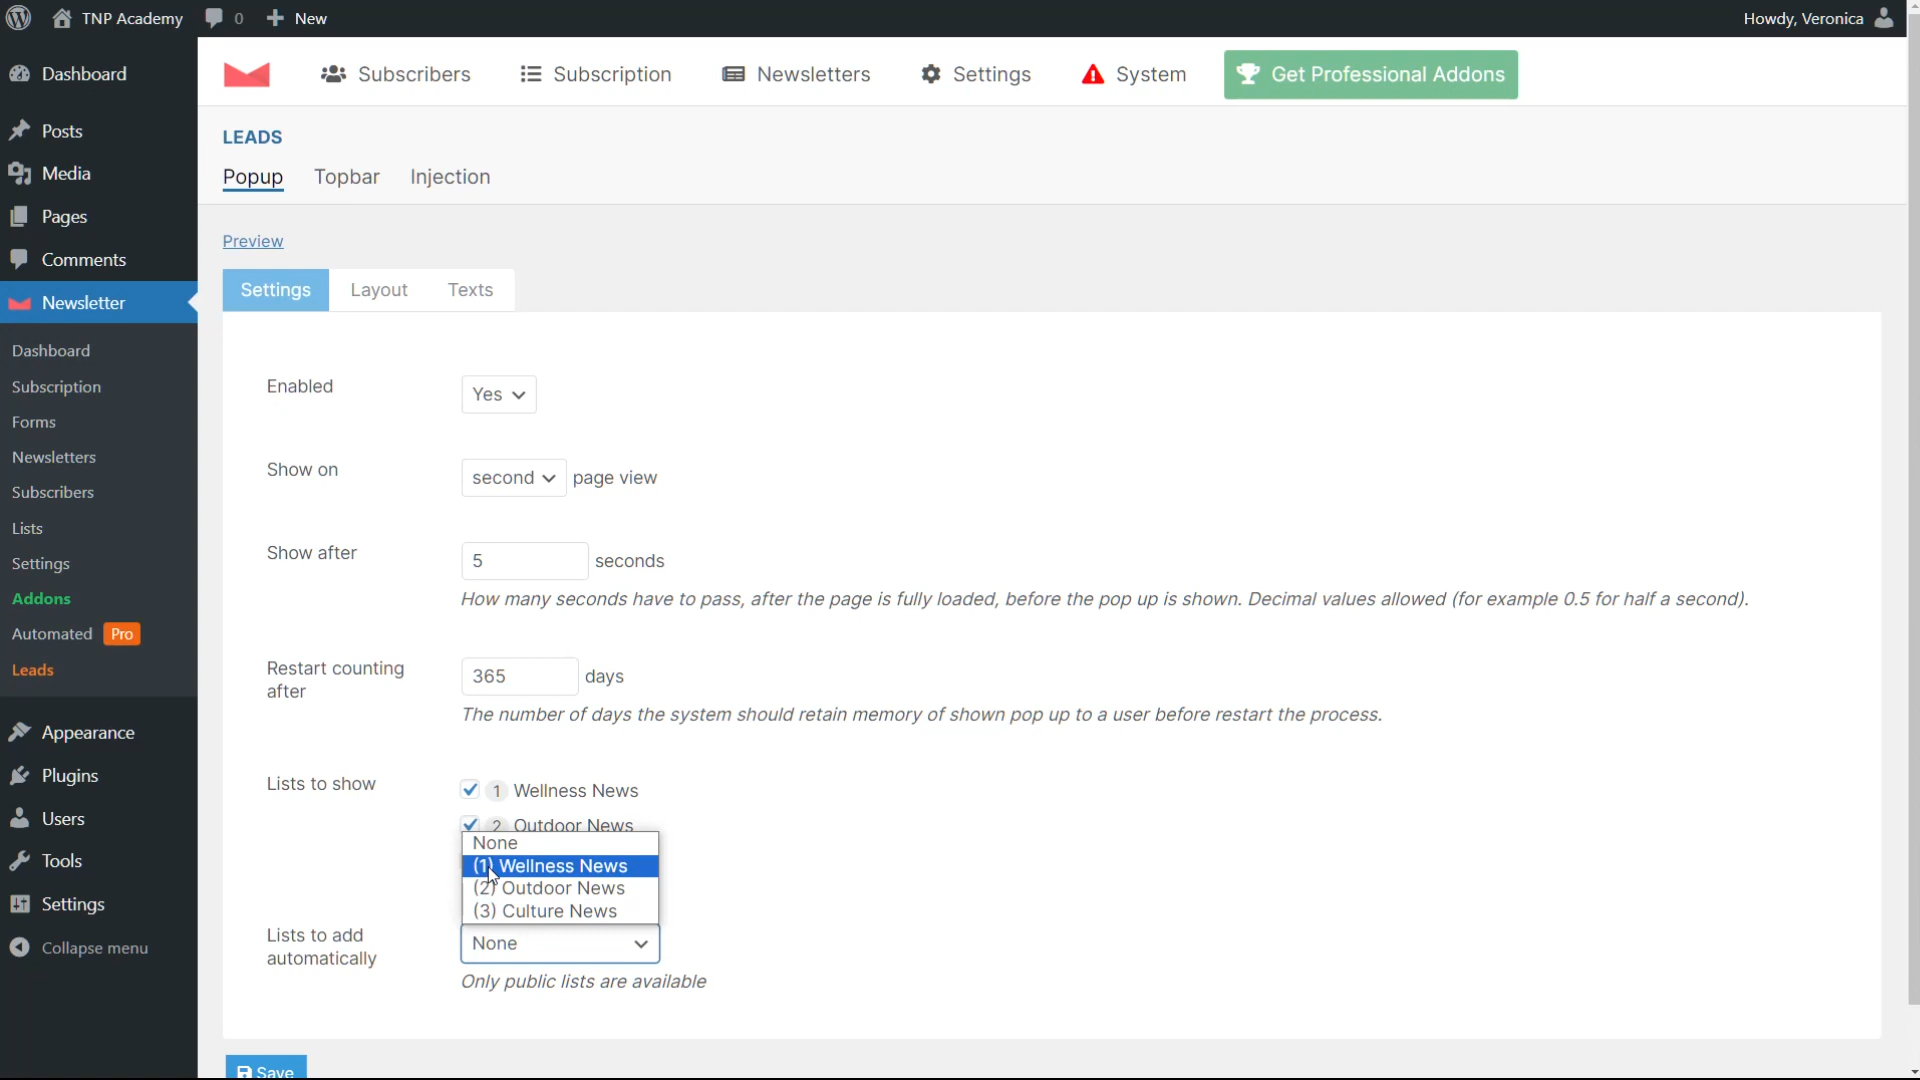 TNP Academy 0 New Howdy, Veronica
Dashboard
Posts
Media
Pages
Comments
Newsletter
Dashboard
Subscription
Forms
Newsletters
Subscribers
Lists
Settings
Addons
Automated Pro
Leads
Appearance
Plugins
Users
Tools
Settings
Collapse menu
Subscribers Subscription Newsletters Settings System Get Professional Addons
LEADS
Popup Topbar Injection
Preview
Settings Layout Texts
Enabled Yes
Show on second page view
Show after 5 seconds
How many seconds have to pass, after the page is fully loaded, before the pop up is shown. Decimal values allowed (for example 0.5 for half a second).
Restart counting
after
365 days
The number of days the system should retain memory of shown pop up to a user before restart the process.
Lists to show 1 Wellness News
2 Outdoor News
None
(1) Wellness News
(2) Outdoor News
(3) Culture News
Lists to add
automatically
None
Only public lists are available
Save